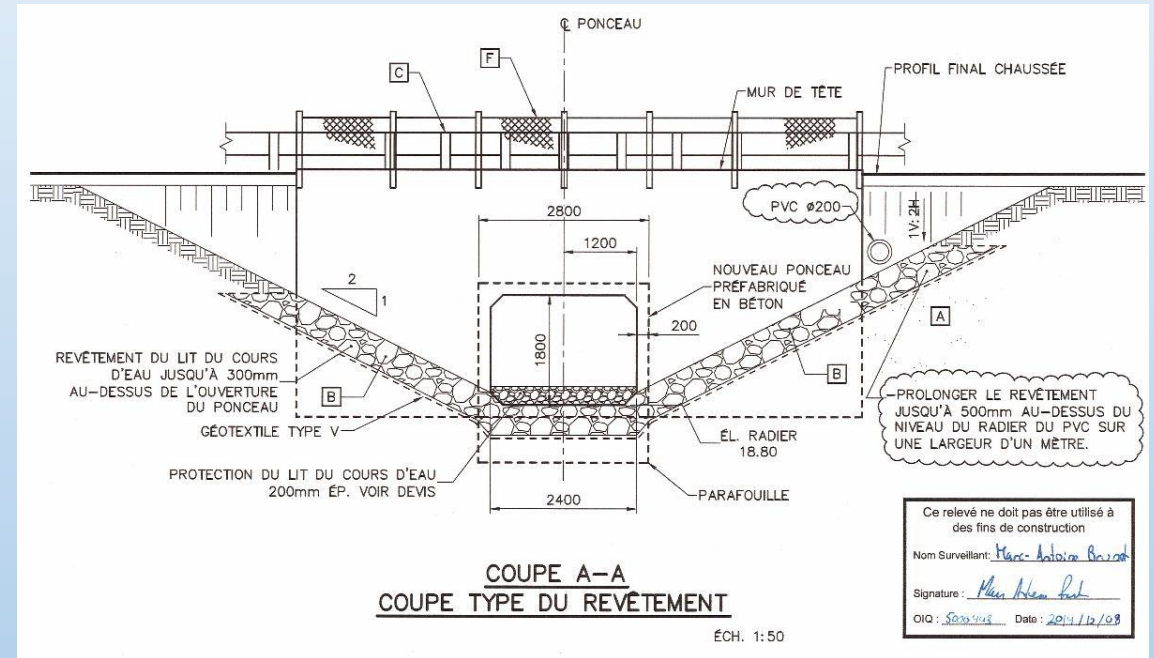 ℄ PONCEAU
F
C
PROFIL FINAL CHAUSSÉE
MUR DE TÊTE
2800
PVC ø200
1V: 2H
1200
2
1
NOUVEAU PONCEAU
PRÉFABRIQUÉ
EN BÉTON
1800
200
A
REVÊTEMENT DU LIT DU COURS
D'EAU JUSQU'À 300mm
AU-DESSUS DE L'OUVERTURE
DU PONCEAU
B
B
GÉOTEXTILE TYPE V
PROLONGER LE REVÊTEMENT
JUSQU'À 500mm AU-DESSUS DU
NIVEAU DU RADIER DU PVC SUR
UNE LARGEUR D'UN MÈTRE.
ÉL. RADIER
18.80
PROTECTION DU LIT DU COURS D'EAU
200mm ÉP. VOIR DEVIS
PARAFOUILLE
2400
COUPE A-A
COUPE TYPE DU REVÊTEMENT
ÉCH. 1:50
Ce relevé ne doit pas être utilisé à
des fins de construction
Nom Surveillant: Marc-Antoine
Signature :
OIQ : Date : 2014/12/08